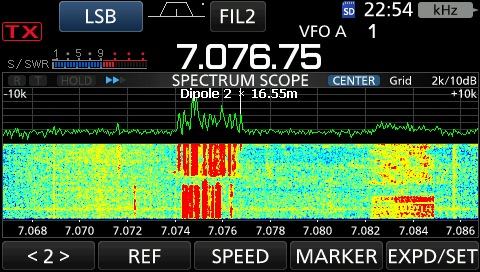 LSB FIL2 SD 22:54 kHz
TX VFO A 1
1 5 9
S/SWR 7.076.75
R T HOLD SPECTRUM SCOPE CENTER Grid 2k/10dB
-10k Dipole 2 × 16.55m +10k
7.068 7.070 7.072 7.074 7.076 7.078 7.080 7.082 7.084 7.086
< 2 > REF SPEED MARKER EXPD/SET